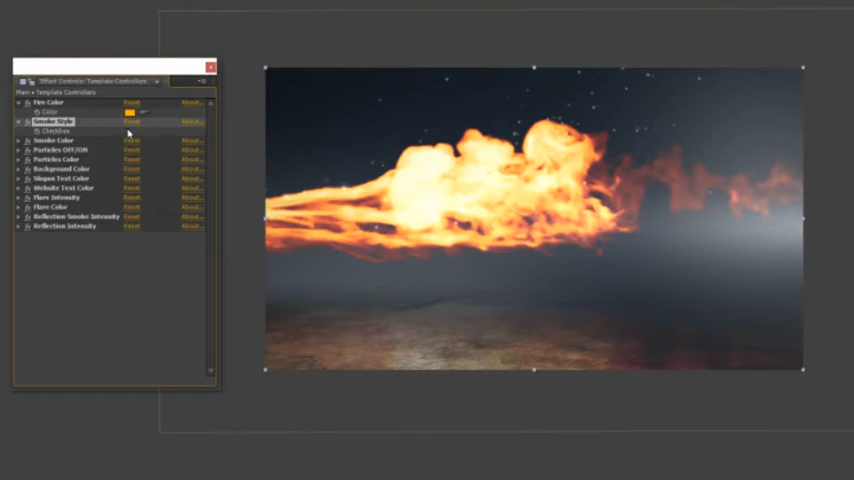 Effect Controls: Template Controllers
Main • Template Controllers
Fire Color Reset About...
Color
Smoke Style Reset About...
Checkbox
Smoke Color Reset About...
Particles OFF/ON Reset About...
Particles Color Reset About...
Background Color Reset About...
Slogan Text Color Reset About...
Website Text Color Reset About...
Flare Intensity Reset About...
Flare Color Reset About...
Reflection Smoke Intensity Reset About...
Reflection Intensity Reset About...